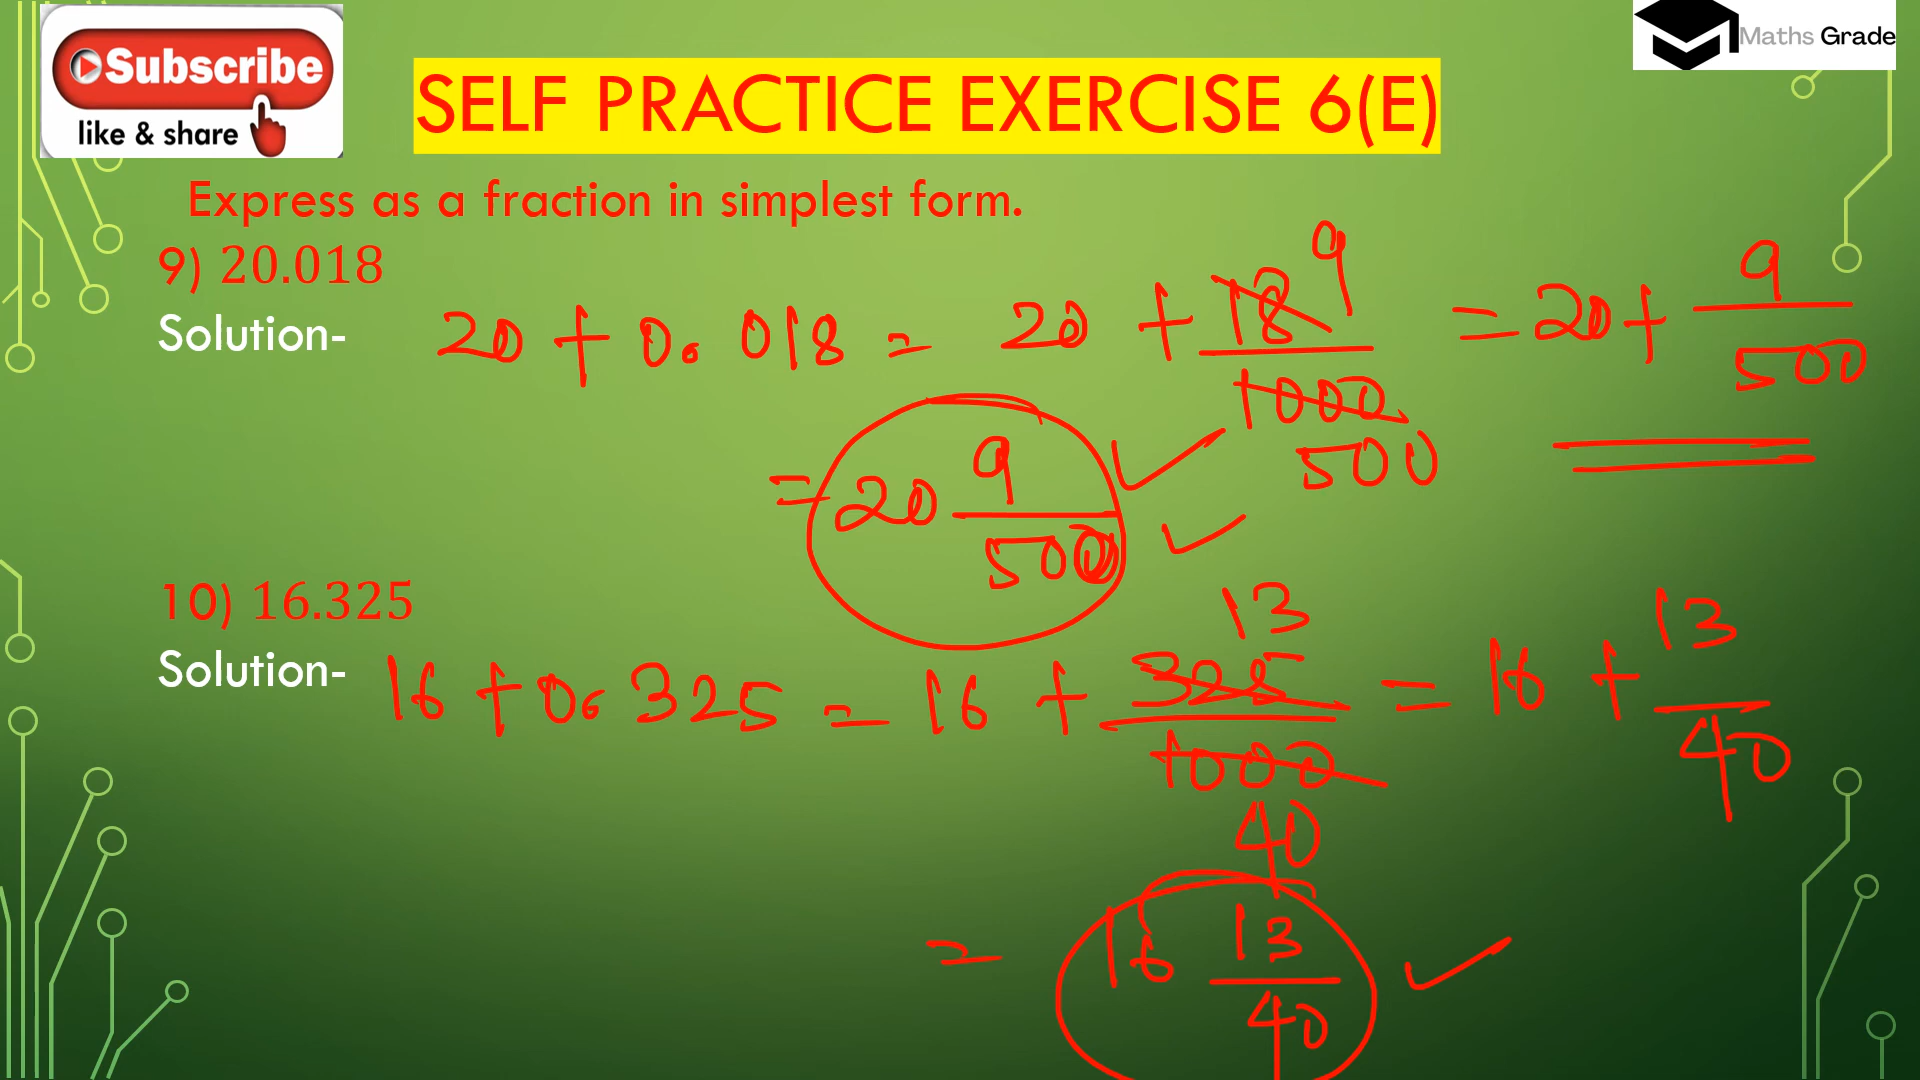 Subscribe
like & share
Maths Grade
SELF PRACTICE EXERCISE 6(E)
Express as a fraction in simplest form.
9) 20.018
Solution- 20 + 0.018 = 20 + 18/1000 9 500 = 20 + 9/500
= 20 9/500
10) 16.325
Solution- 16 + 0.325 = 16 + 325/1000 13 40 = 16 + 13/40
= 16 13/40